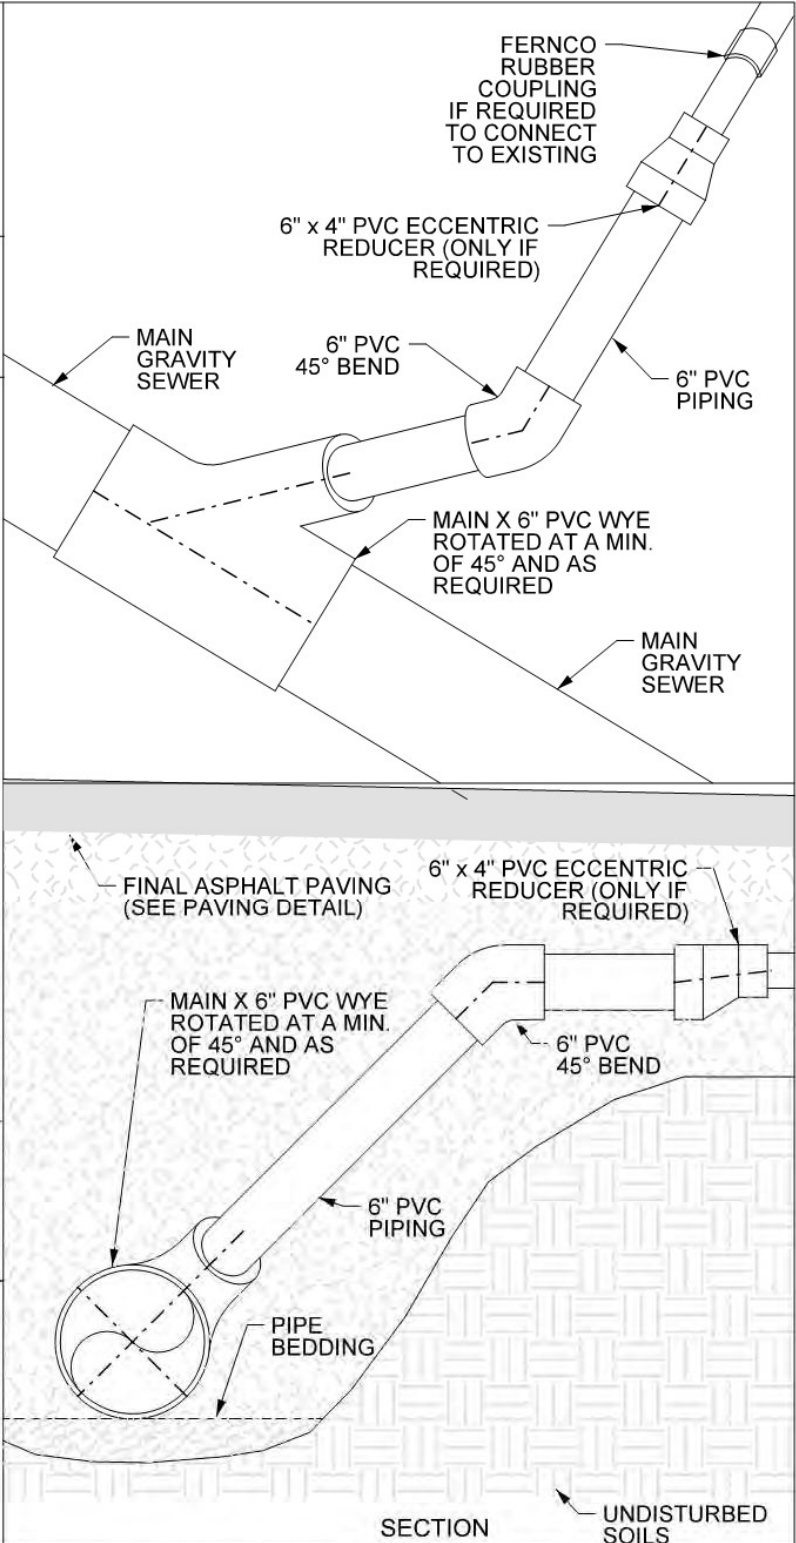 FERNCO
RUBBER
COUPLING
IF REQUIRED
TO CONNECT
TO EXISTING
6" x 4" PVC ECCENTRIC
REDUCER (ONLY IF
REQUIRED)
MAIN
GRAVITY
SEWER
6" PVC
45° BEND
6" PVC
PIPING
MAIN X 6" PVC WYE
ROTATED AT A MIN.
OF 45° AND AS
REQUIRED
MAIN
GRAVITY
SEWER
FINAL ASPHALT PAVING
(SEE PAVING DETAIL)
6" x 4" PVC ECCENTRIC
REDUCER (ONLY IF
REQUIRED)
MAIN X 6" PVC WYE
ROTATED AT A MIN.
OF 45° AND AS
REQUIRED
6" PVC
45° BEND
6" PVC
PIPING
PIPE
BEDDING
UNDISTURBED
SOILS
SECTION